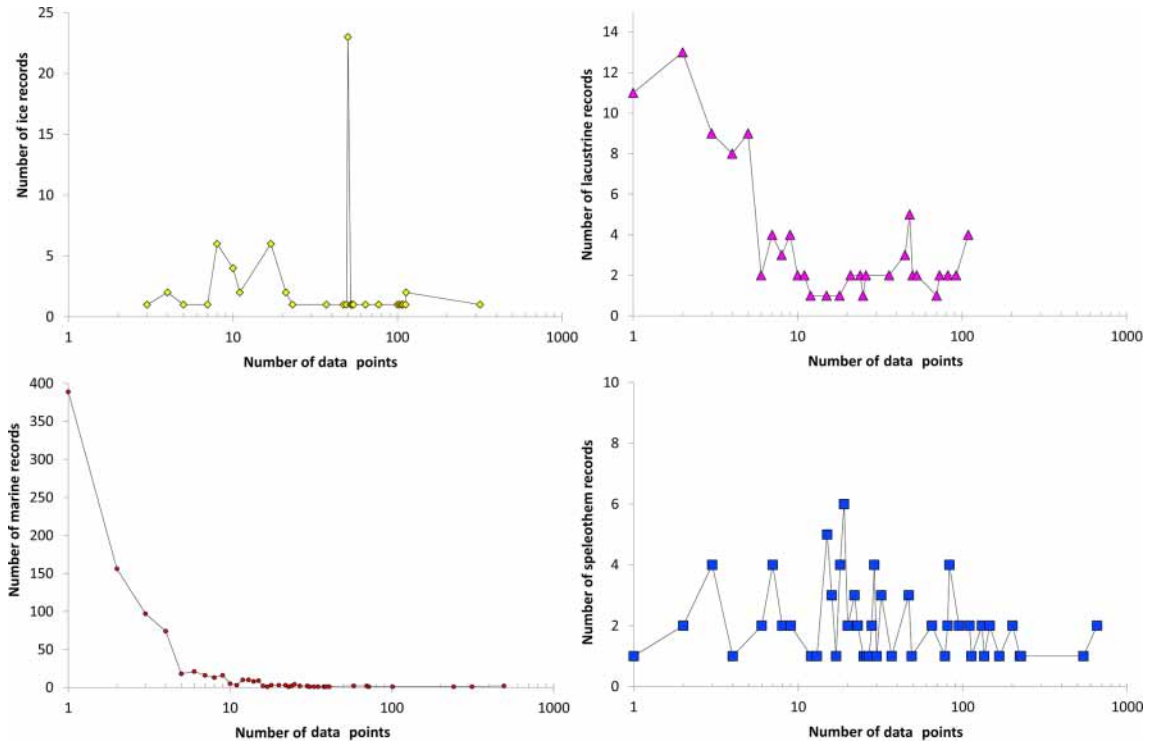 Number of ice records
25
20
15
10
5
0
1 10 100 1000
Number of data points
Number of lacustrine records
14
12
10
8
6
4
2
0
1 10 100 1000
Number of data points
Number of marine records
400
350
300
250
200
150
100
50
0
1 10 100 1000
Number of data points
Number of speleothem records
10
8
6
4
2
0
1 10 100 1000
Number of data points